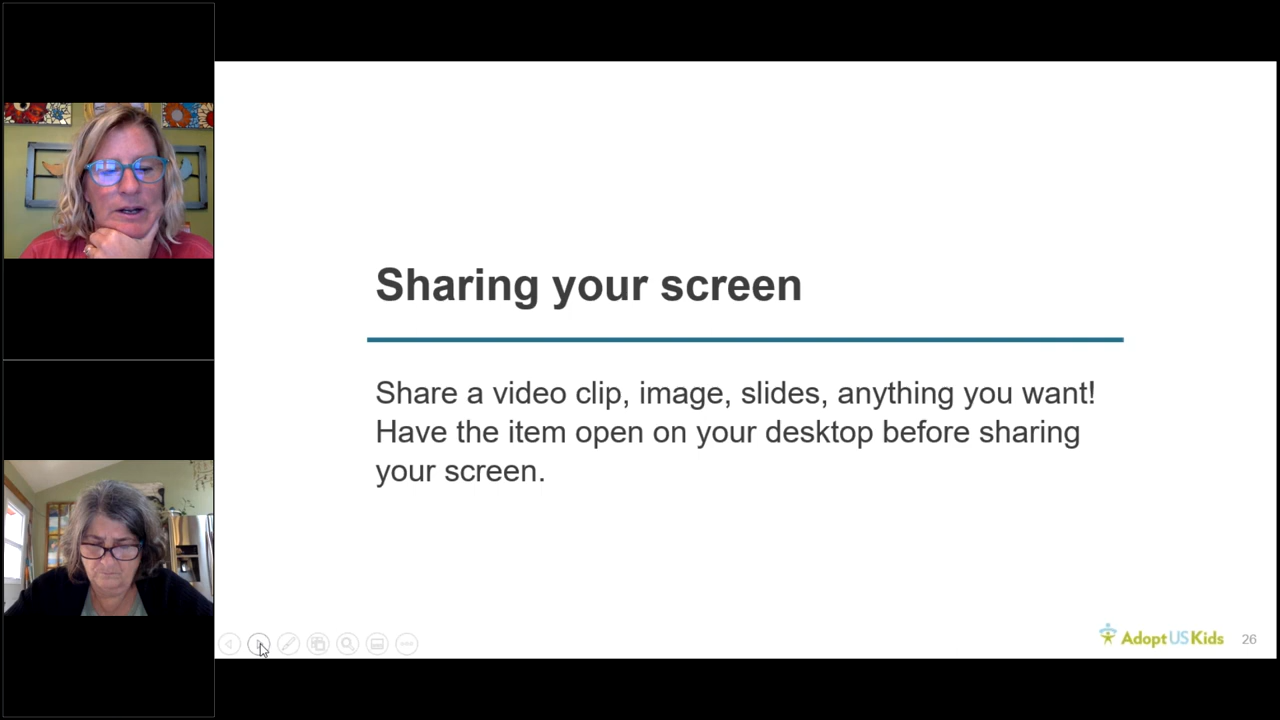 Sharing your screen
Share a video clip, image, slides, anything you want!
Have the item open on your desktop before sharing
your screen.
AdoptUSKids 26